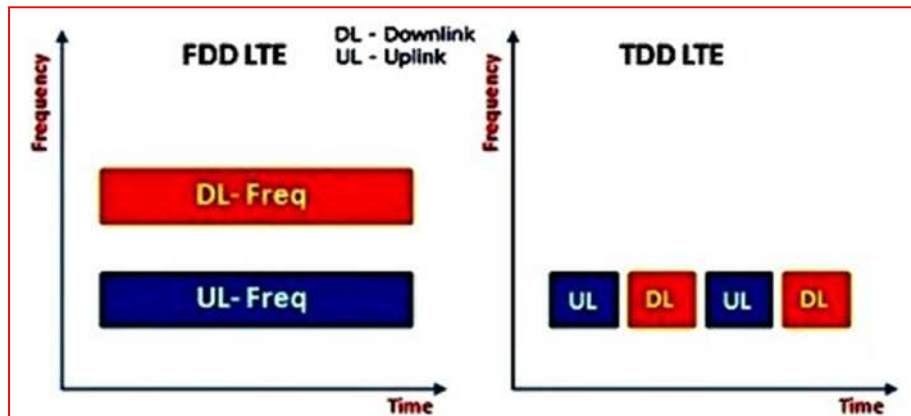 FDD LTE
DL - Downlink
UL - Uplink
TDD LTE
Frequency
DL- Freq
UL- Freq
Time
Frequency
UL DL UL DL
Time